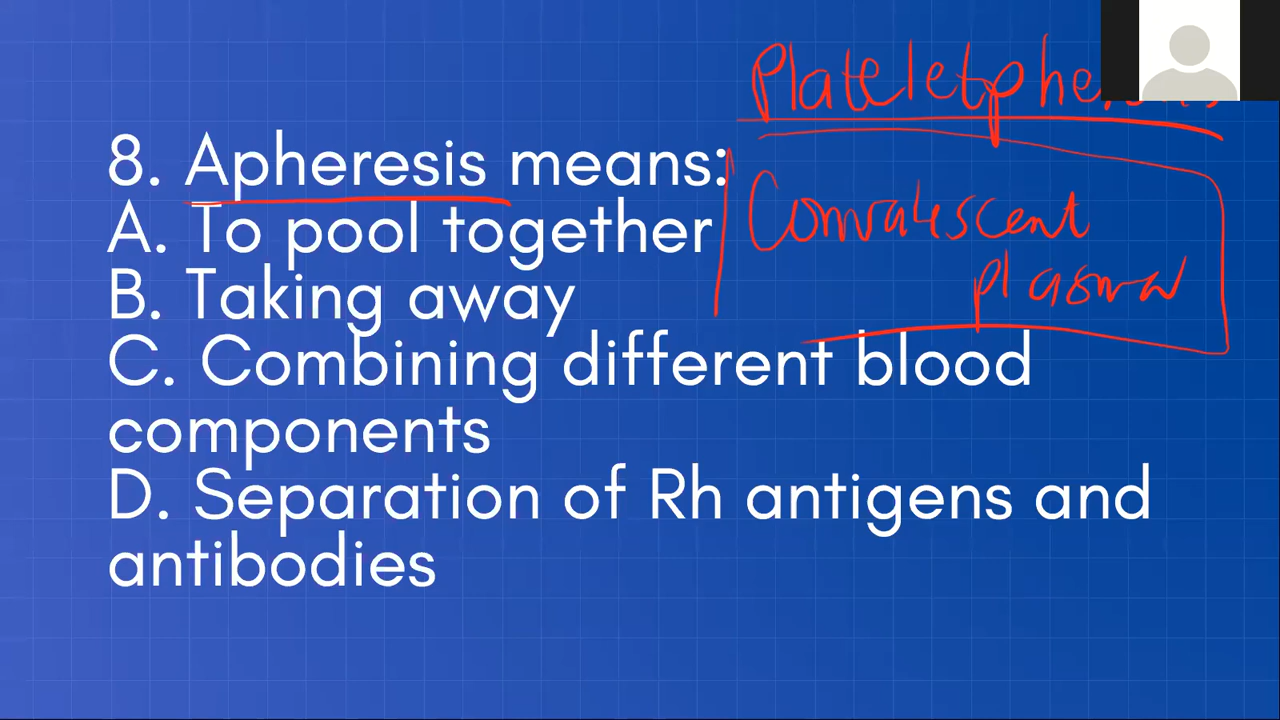 8. Apheresis means:
A. To pool together
B. Taking away
C. Combining different blood
components
D. Separation of Rh antigens and
antibodies
Convalescent
plasma